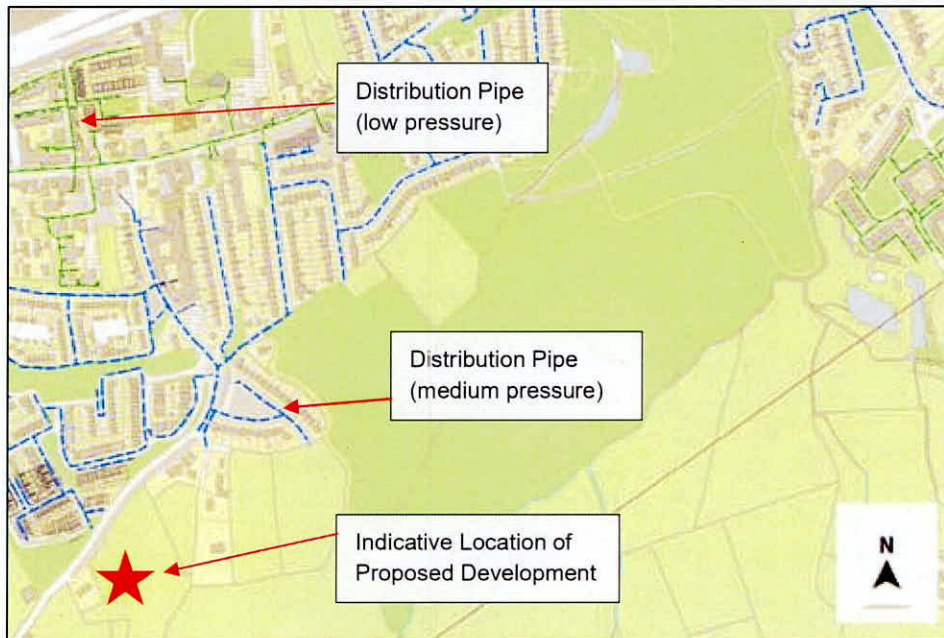 Distribution Pipe
(low pressure)
Distribution Pipe
(medium pressure)
Indicative Location of
Proposed Development
N